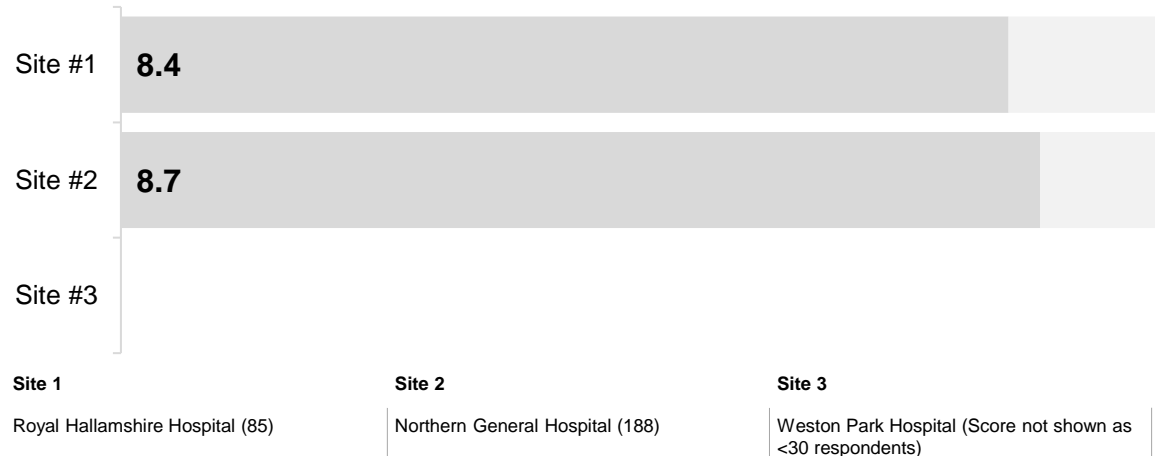 Site #1
8.4
Site #2
8.7
Site #3
Site 1
Site 2
Site 3
Royal Hallamshire Hospital (85)
Northern General Hospital (188)
Weston Park Hospital (Score not shown as
<30 respondents)